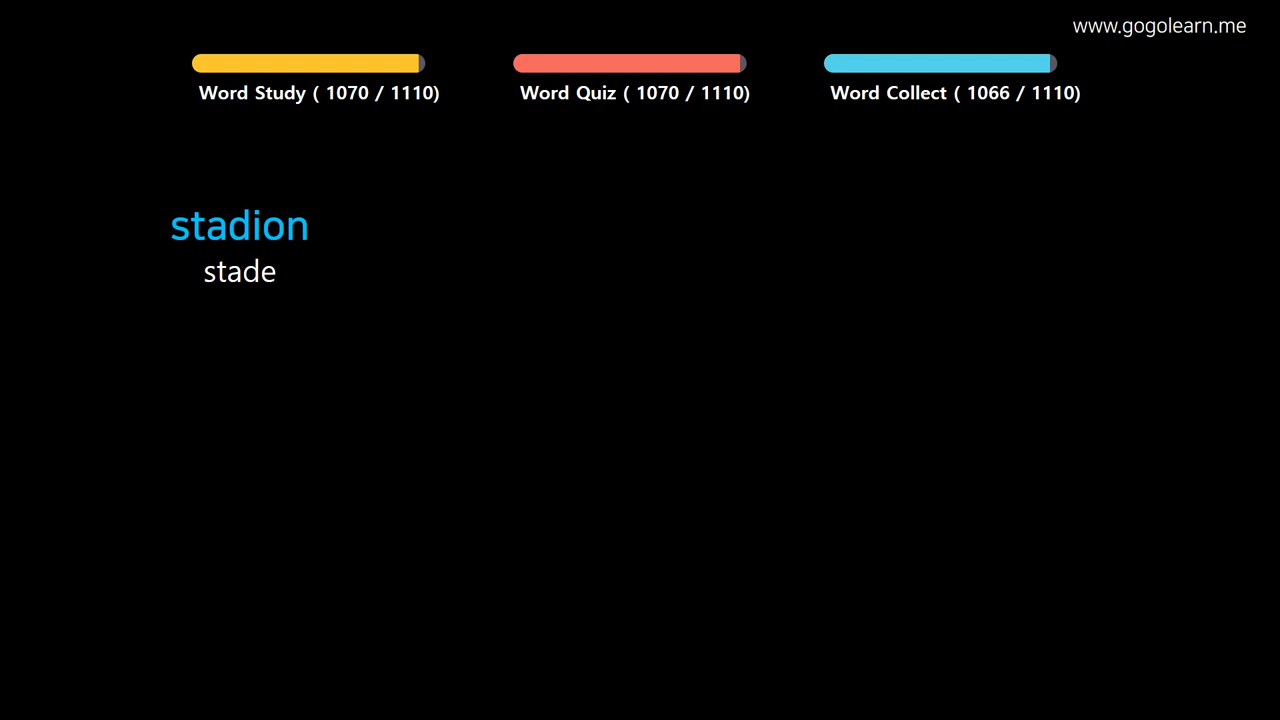 www.gogolearn.me
Word Study ( 1070 / 1110)
Word Quiz ( 1070 / 1110)
Word Collect ( 1066 / 1110)
stadion
stade